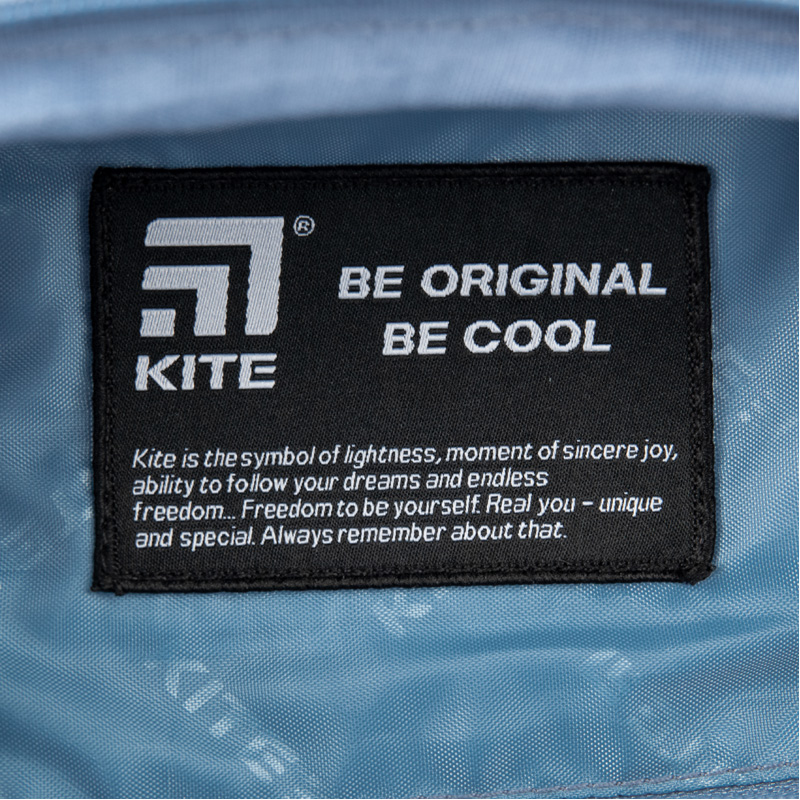 ®
KITE
BE ORIGINAL
BE COOL
Kite is the symbol of lightness, moment of sincere joy,
ability to follow your dreams and endless
freedom... Freedom to be yourself. Real you – unique
and special. Always remember about that.
KITE